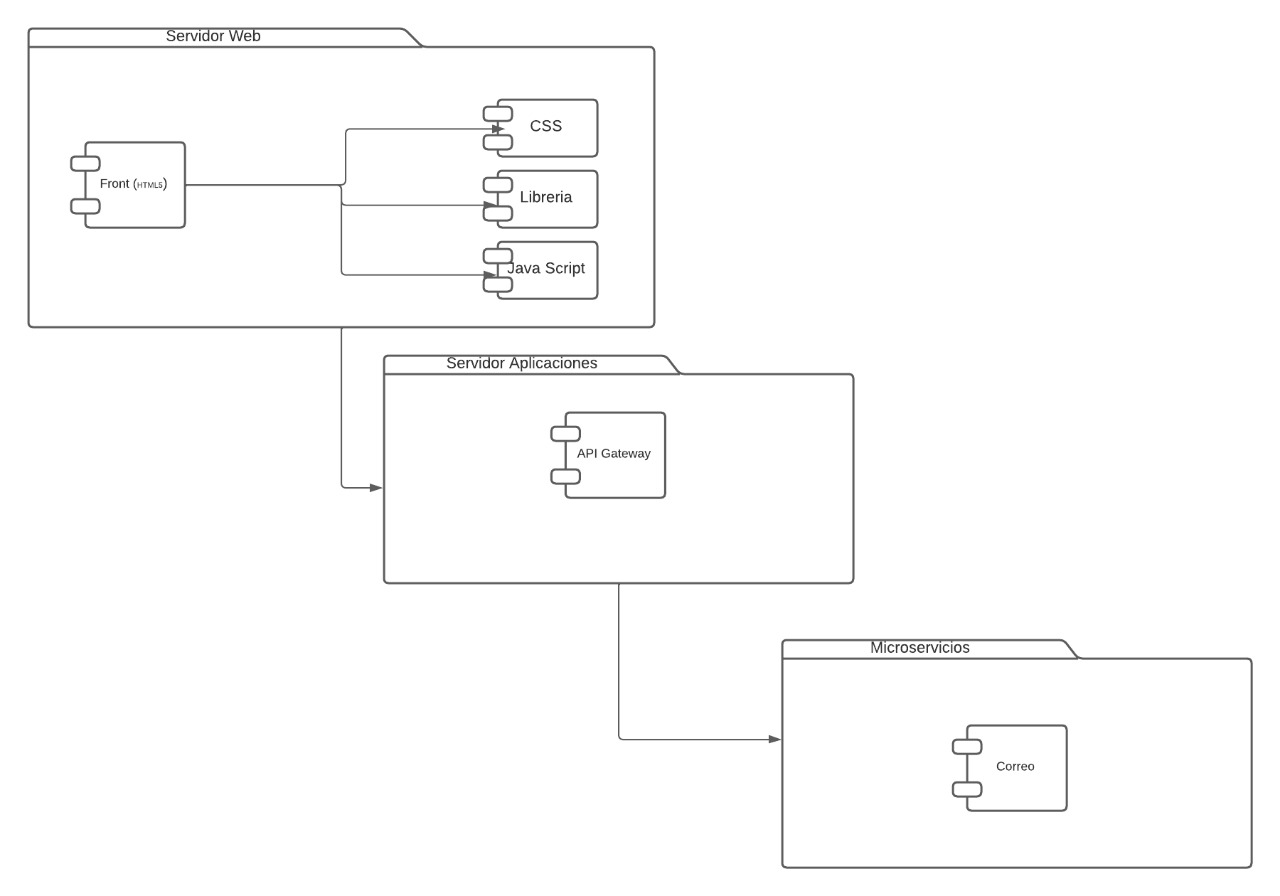 Servidor Web
CSS
Front (HTML5)
Libreria
Java Script
Servidor Aplicaciones
API Gateway
Microservicios
Correo